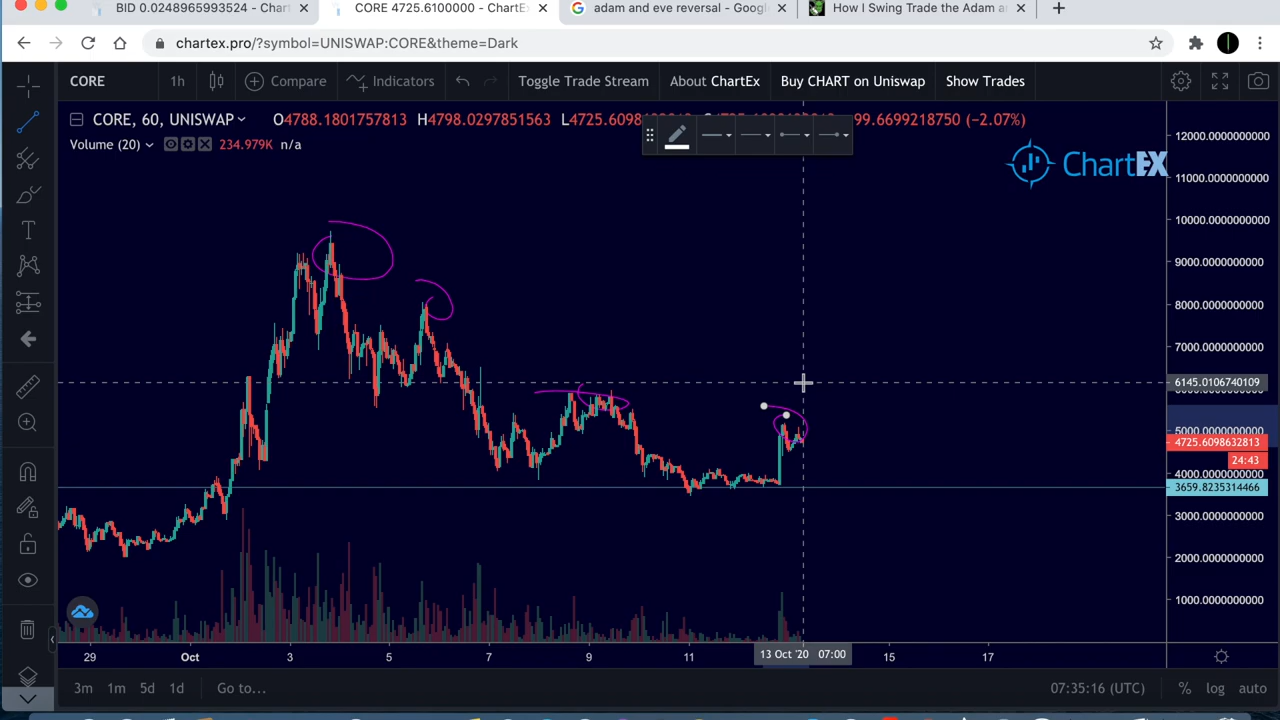 BID 0.0248965993524 - Chart
CORE 4725.6100000 - ChartE
adam and eve reversal - Google
How I Swing Trade the Adam a
chartex.pro/?symbol=UNISWAP:CORE&theme=Dark
CORE 1h Compare Indicators Toggle Trade Stream About ChartEx Buy CHART on Uniswap Show Trades
CORE, 60, UNISWAP O4788.1801757813 H4798.0297851563 L4725.609 99.6699218750 (−2.07%)
Volume (20) 234.979K n/a
ChartEX
12000.0000000000
11000.0000000000
10000.0000000000
9000.0000000000
8000.0000000000
7000.0000000000
6145.0106740109
5000.0000000000
4725.6098632813
24:43
4000.0000000000
3659.8235314466
3000.0000000000
2000.0000000000
1000.0000000000
29 Oct 3 5 7 9 11 13 Oct '20 07:00 15 17
3m 1m 5d 1d Go to... 07:35:16 (UTC) % log auto